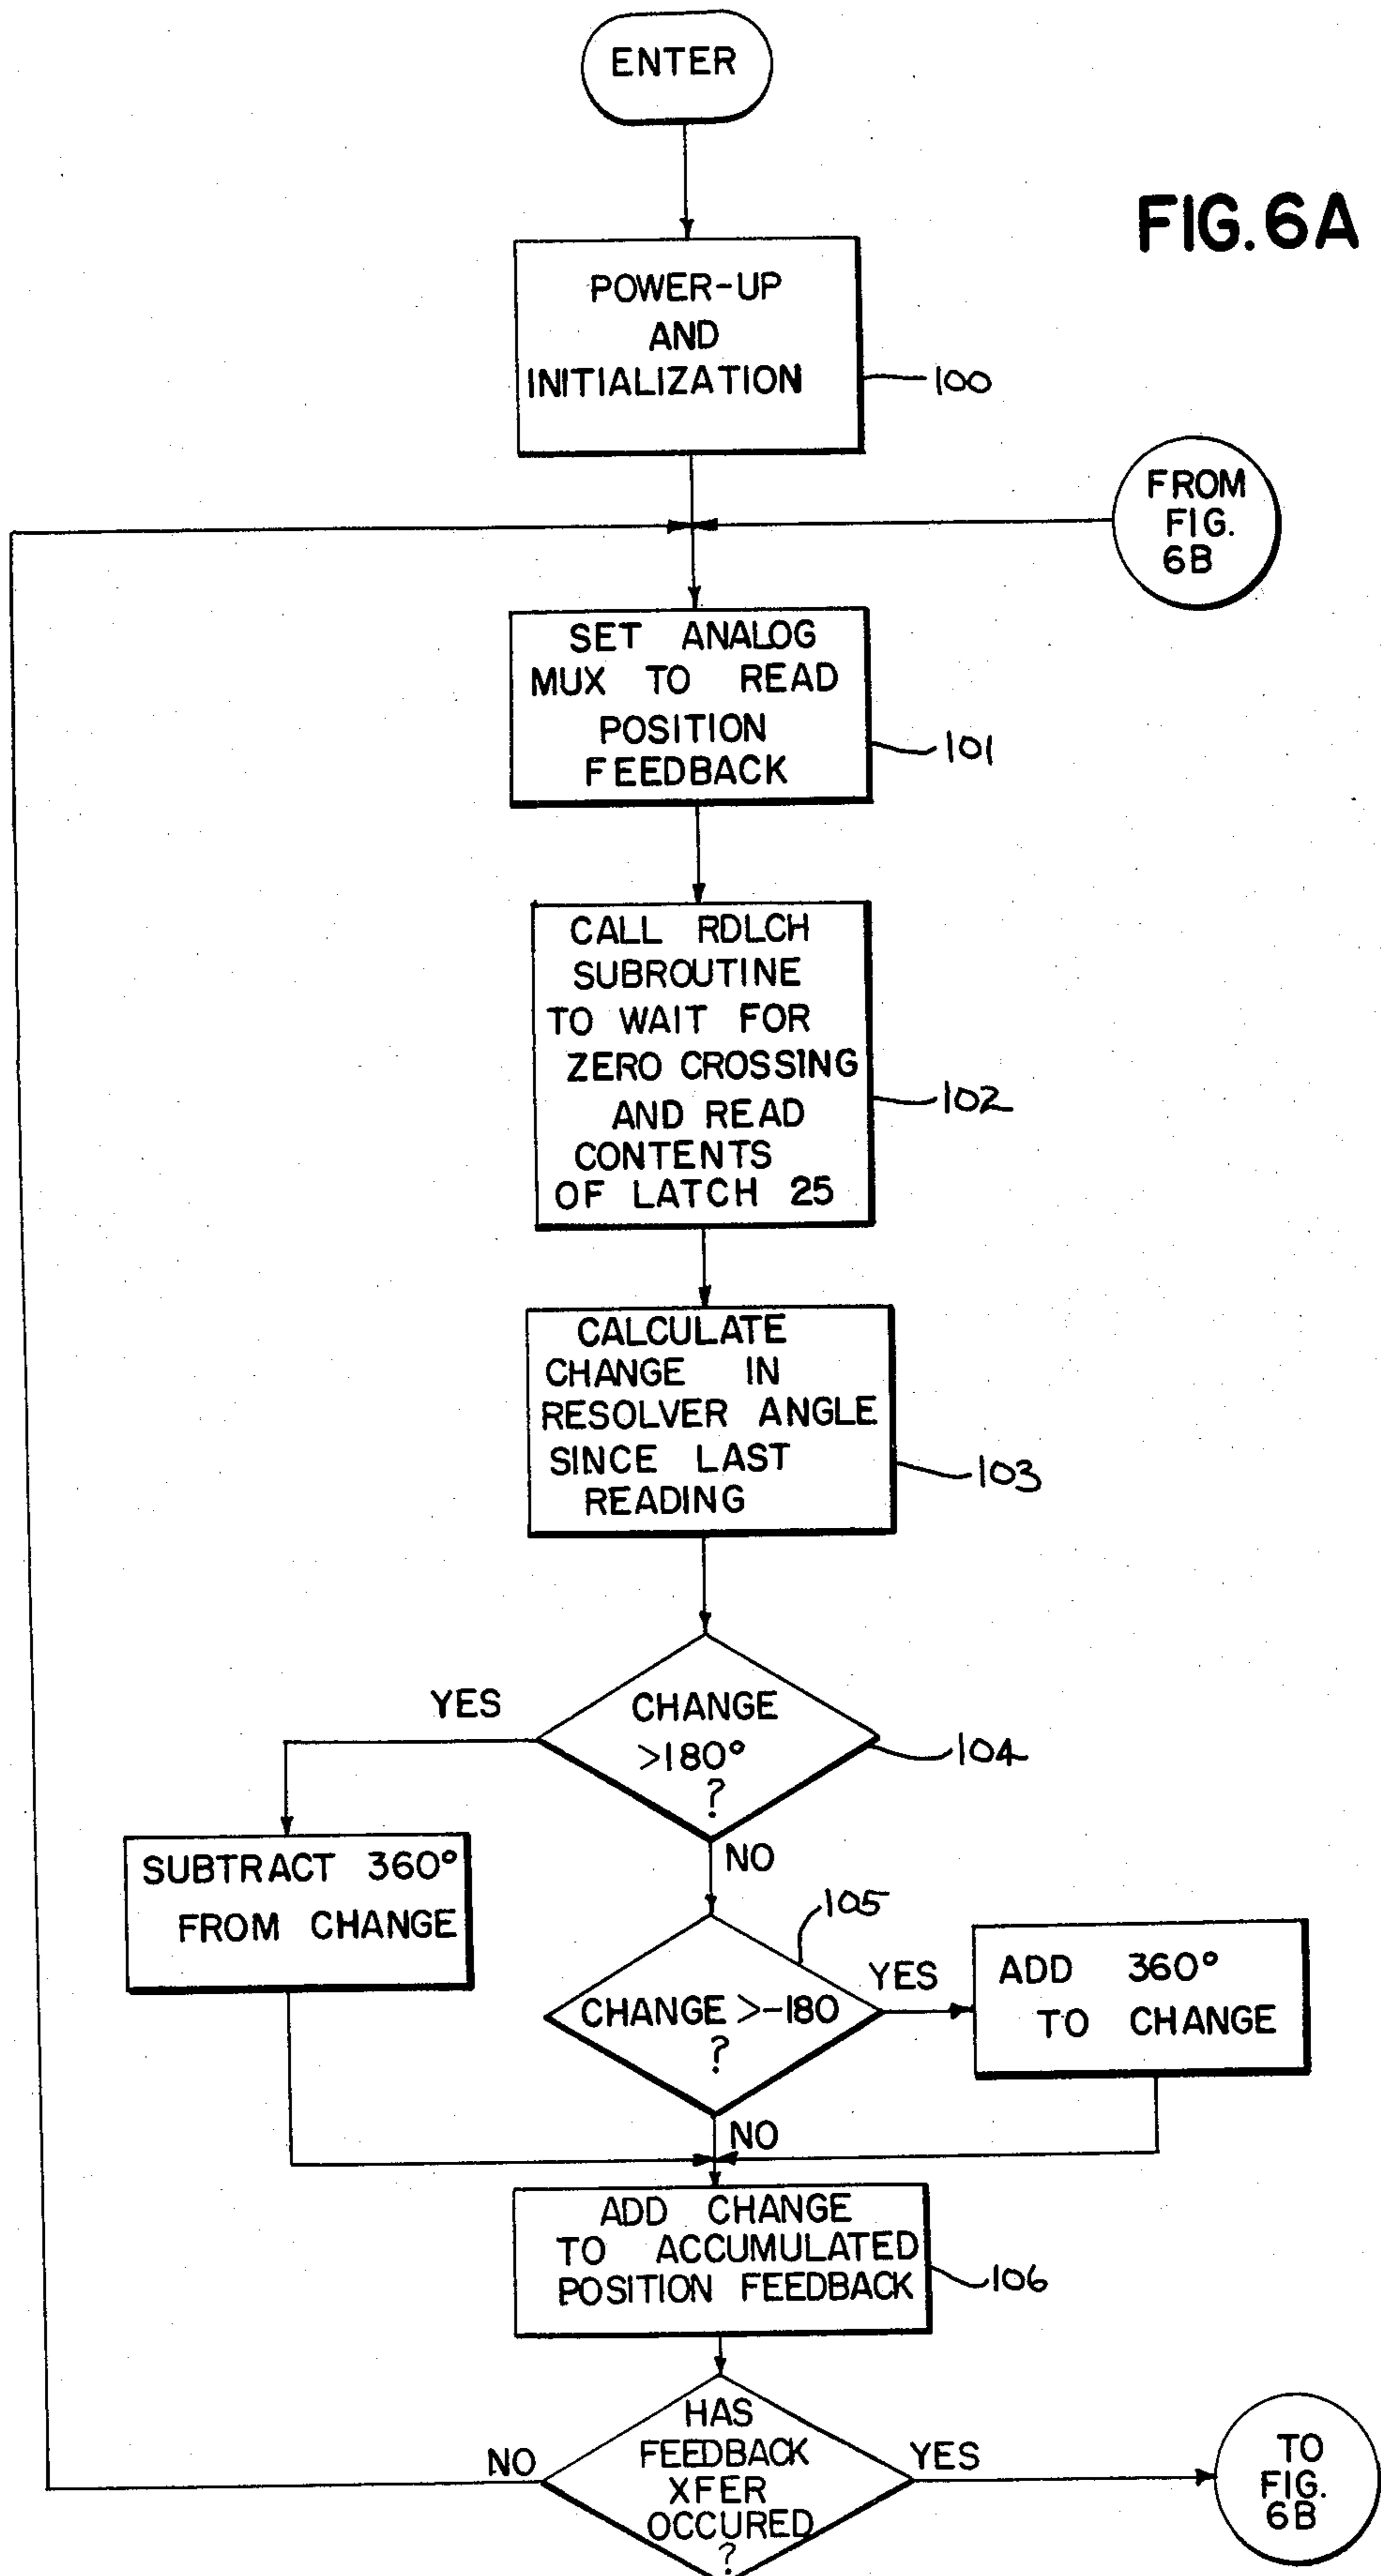 ENTER
FIG.6A
POWER-UP
AND
INITIALIZATION
100
FROM
FIG.
6B
SET ANALOG
MUX TO READ
POSITION
FEEDBACK
101
CALL RDLCH
SUBROUTINE
TO WAIT FOR
ZERO CROSSING
AND READ
CONTENTS
OF LATCH 25
102
CALCULATE
CHANGE IN
RESOLVER ANGLE
SINCE LAST
READING
103
YES
CHANGE
>180°
?
104
NO
SUBTRACT 360°
FROM CHANGE
105
CHANGE >-180
?
YES
ADD 360°
TO CHANGE
NO
ADD CHANGE
TO ACCUMULATED
POSITION FEEDBACK
106
NO
HAS
FEEDBACK
XFER
OCCURED
?
YES
TO
FIG.
6B